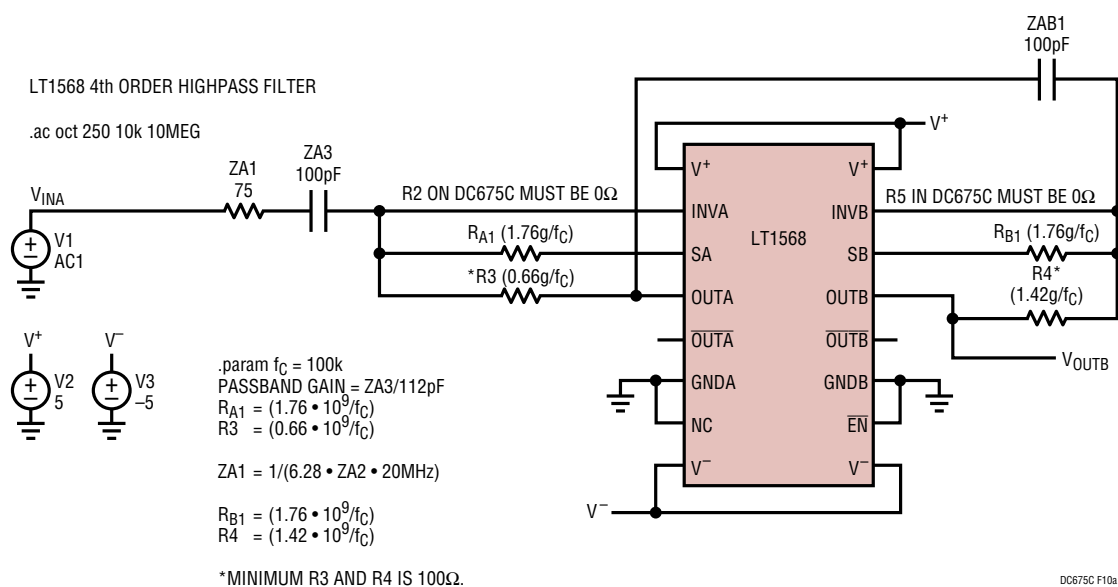 ZAB1
100pF
LT1568 4th ORDER HIGHPASS FILTER
.ac oct 250 10k 10MEG
V+
ZA3
100pF
ZA1
75
V+
V+
VINA
R2 ON DC675C MUST BE 0Ω
R5 IN DC675C MUST BE 0Ω
INVA
INVB
V1
AC1
RA1 (1.76g/fC)
LT1568
RB1 (1.76g/fC)
SA
SB
*R3 (0.66g/fC)
R4*
(1.42g/fC)
OUTA
OUTB
V+
V–
OUTA
OUTB
VOUTB
.param fC = 100k
V2
5
V3
–5
PASSBAND GAIN = ZA3/112pF
GNDA
GNDB
RA1 = (1.76 • 10^9/fC)
R3 = (0.66 • 10^9/fC)
NC
EN
ZA1 = 1/(6.28 • ZA2 • 20MHz)
V–
V–
RB1 = (1.76 • 10^9/fC)
V–
R4 = (1.42 • 10^9/fC)
*MINIMUM R3 AND R4 IS 100Ω.
DC675C F10a